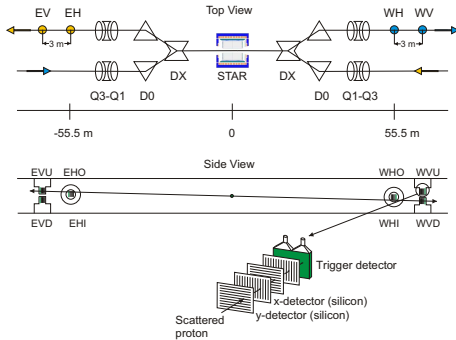 Top View
EV EH WH WV
3 m 3 m
Q3-Q1 D0 DX STAR DX D0 Q1-Q3
-55.5 m 0 55.5 m
Side View
EVU EHO WHO WVU
EVD EHI WHI WVD
Trigger detector
x-detector (silicon)
y-detector (silicon)
Scattered
proton